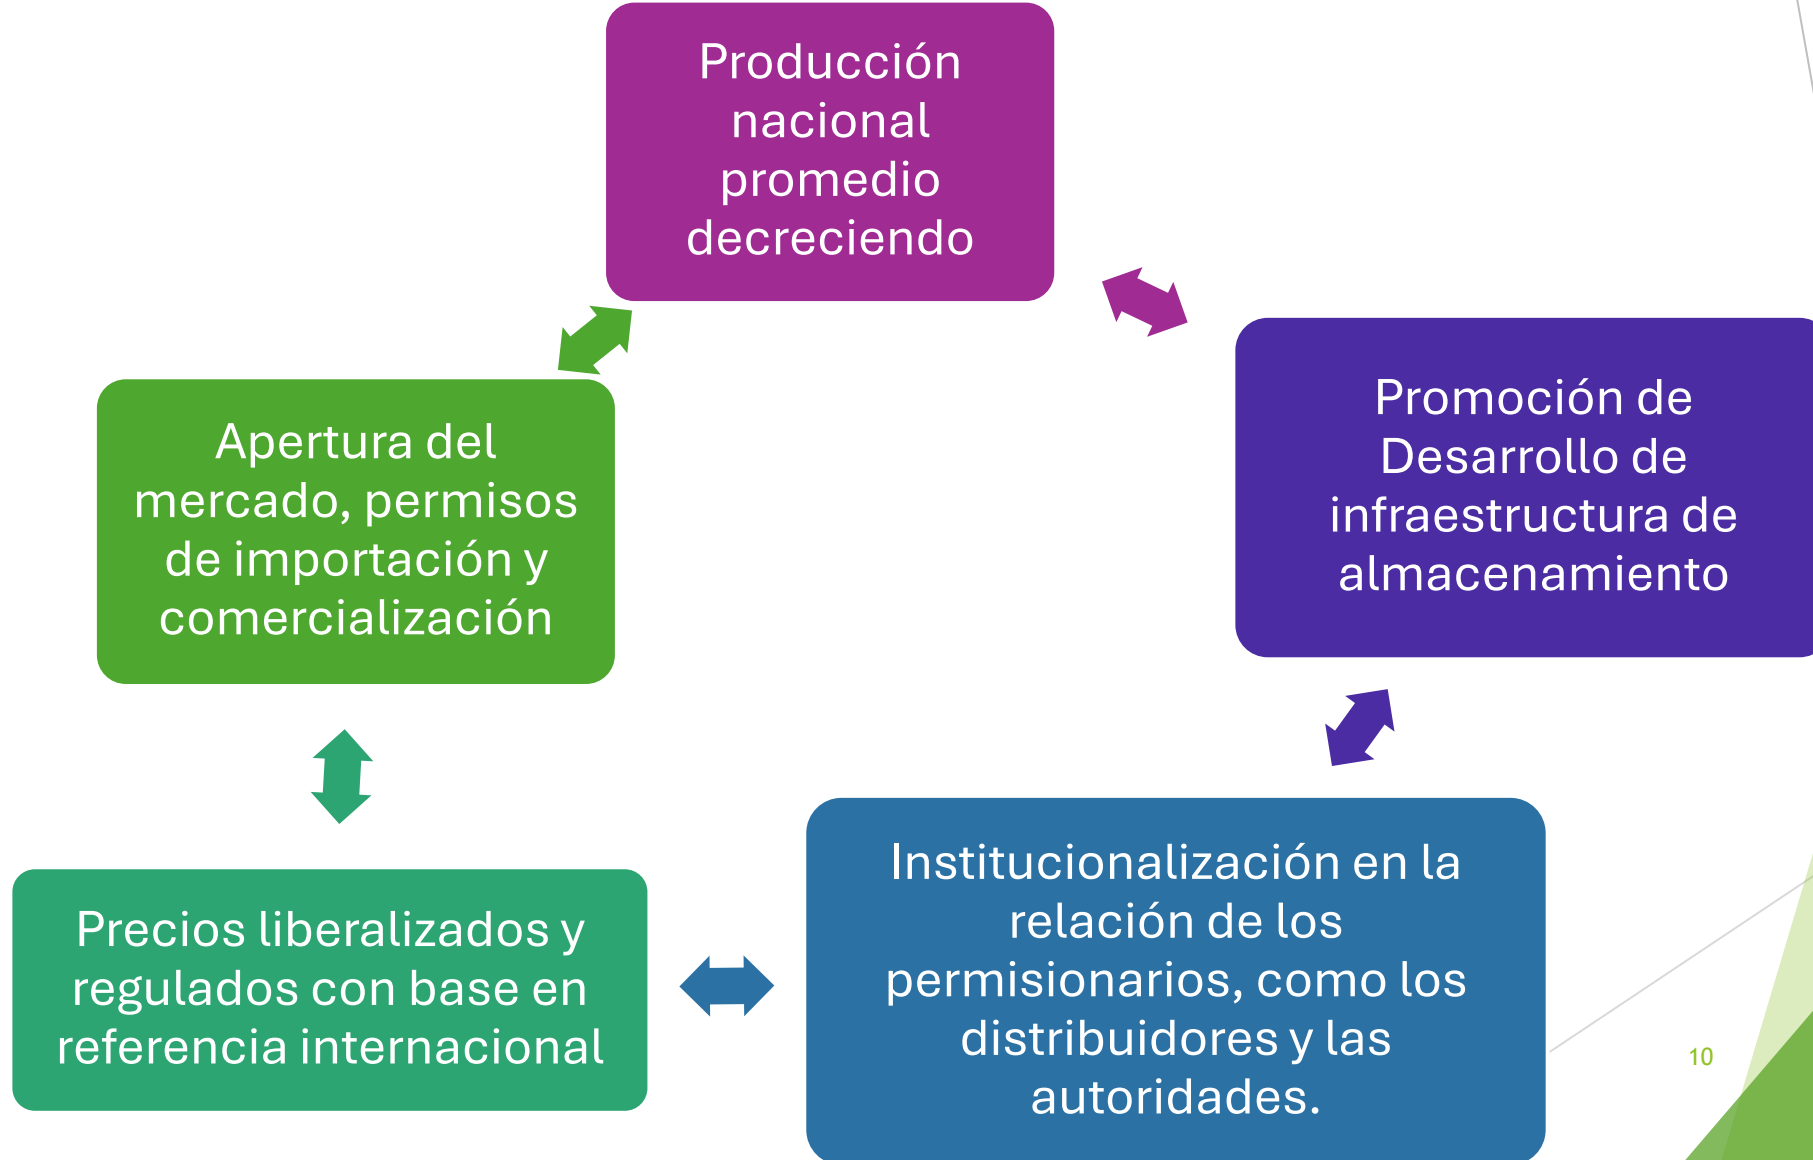 Producción
nacional
promedio
decreciendo
Promoción de
Desarrollo de
infraestructura de
almacenamiento
Institucionalización en la
relación de los
permisionarios, como los
distribuidores y las
autoridades.
Precios liberalizados y
regulados con base en
referencia internacional
Apertura del
mercado, permisos
de importación y
comercialización
10